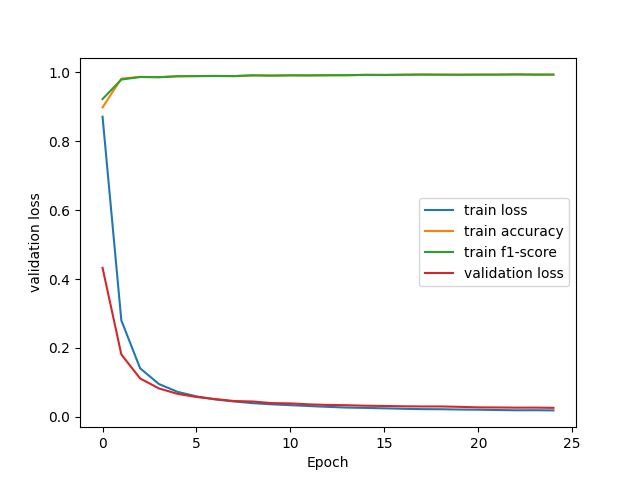 1.0
0.8
0.6
0.4
0.2
0.0
validation loss
train loss
train accuracy
train f1-score
validation loss
0 5 10 15 20 25
Epoch